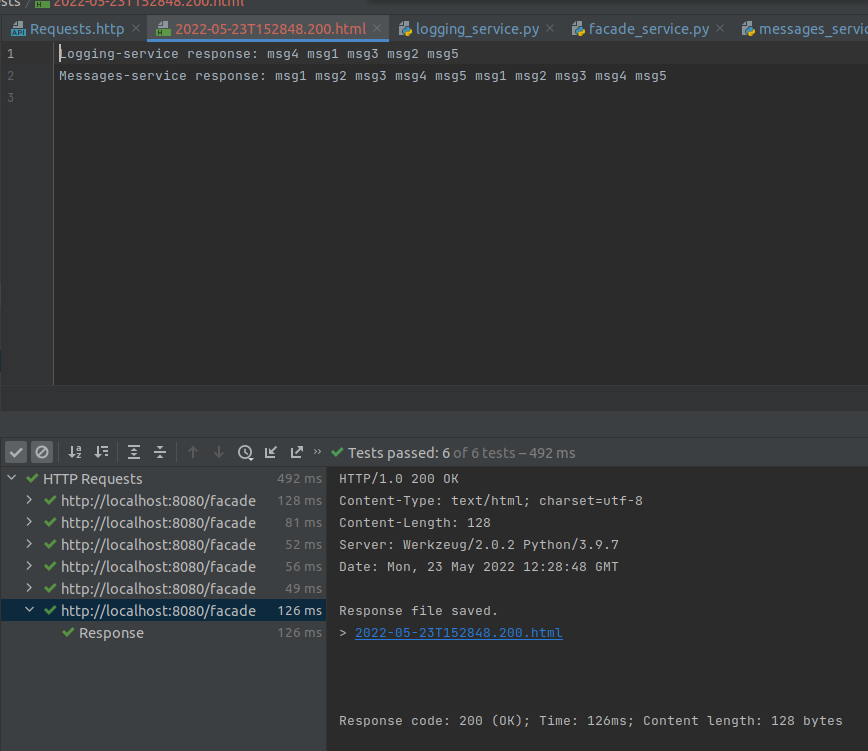 sts / 2022-05-23T152848.200.html
Requests.http 2022-05-23T152848.200.html logging_service.py facade_service.py messages_servic
1 Logging-service response: msg4 msg1 msg3 msg2 msg5
2 Messages-service response: msg1 msg2 msg3 msg4 msg5 msg1 msg2 msg3 msg4 msg5
3
Tests passed: 6 of 6 tests – 492 ms
HTTP Requests 492 ms
http://localhost:8080/facade 128 ms
http://localhost:8080/facade 81 ms
http://localhost:8080/facade 52 ms
http://localhost:8080/facade 56 ms
http://localhost:8080/facade 49 ms
http://localhost:8080/facade 126 ms
Response 126 ms
HTTP/1.0 200 OK
Content-Type: text/html; charset=utf-8
Content-Length: 128
Server: Werkzeug/2.0.2 Python/3.9.7
Date: Mon, 23 May 2022 12:28:48 GMT
Response file saved.
> 2022-05-23T152848.200.html
Response code: 200 (OK); Time: 126ms; Content length: 128 bytes